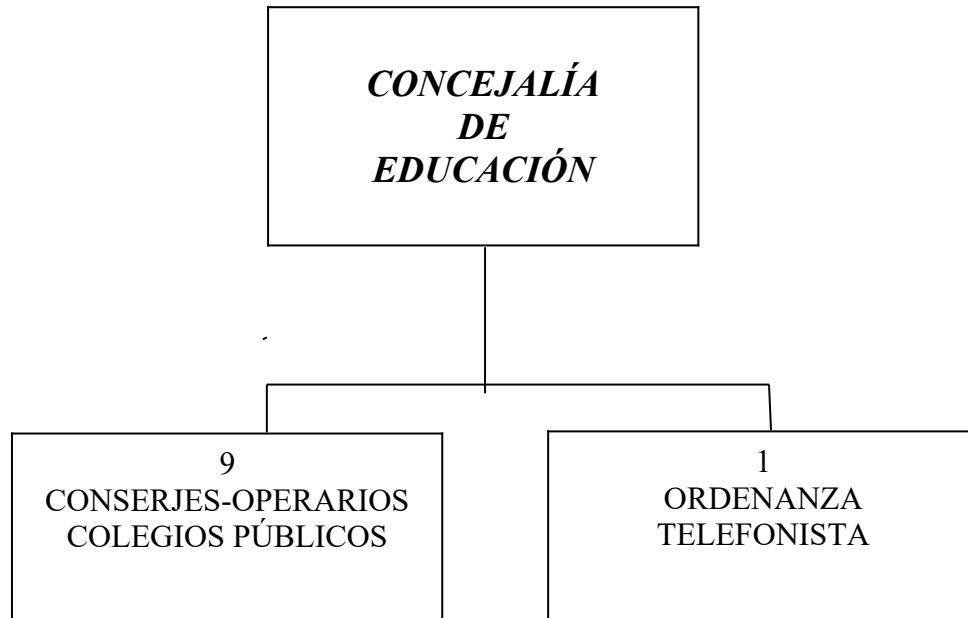 CONCEJALÍA
DE
EDUCACIÓN
9
CONSERJES-OPERARIOS
COLEGIOS PÚBLICOS
1
ORDENANZA
TELEFONISTA